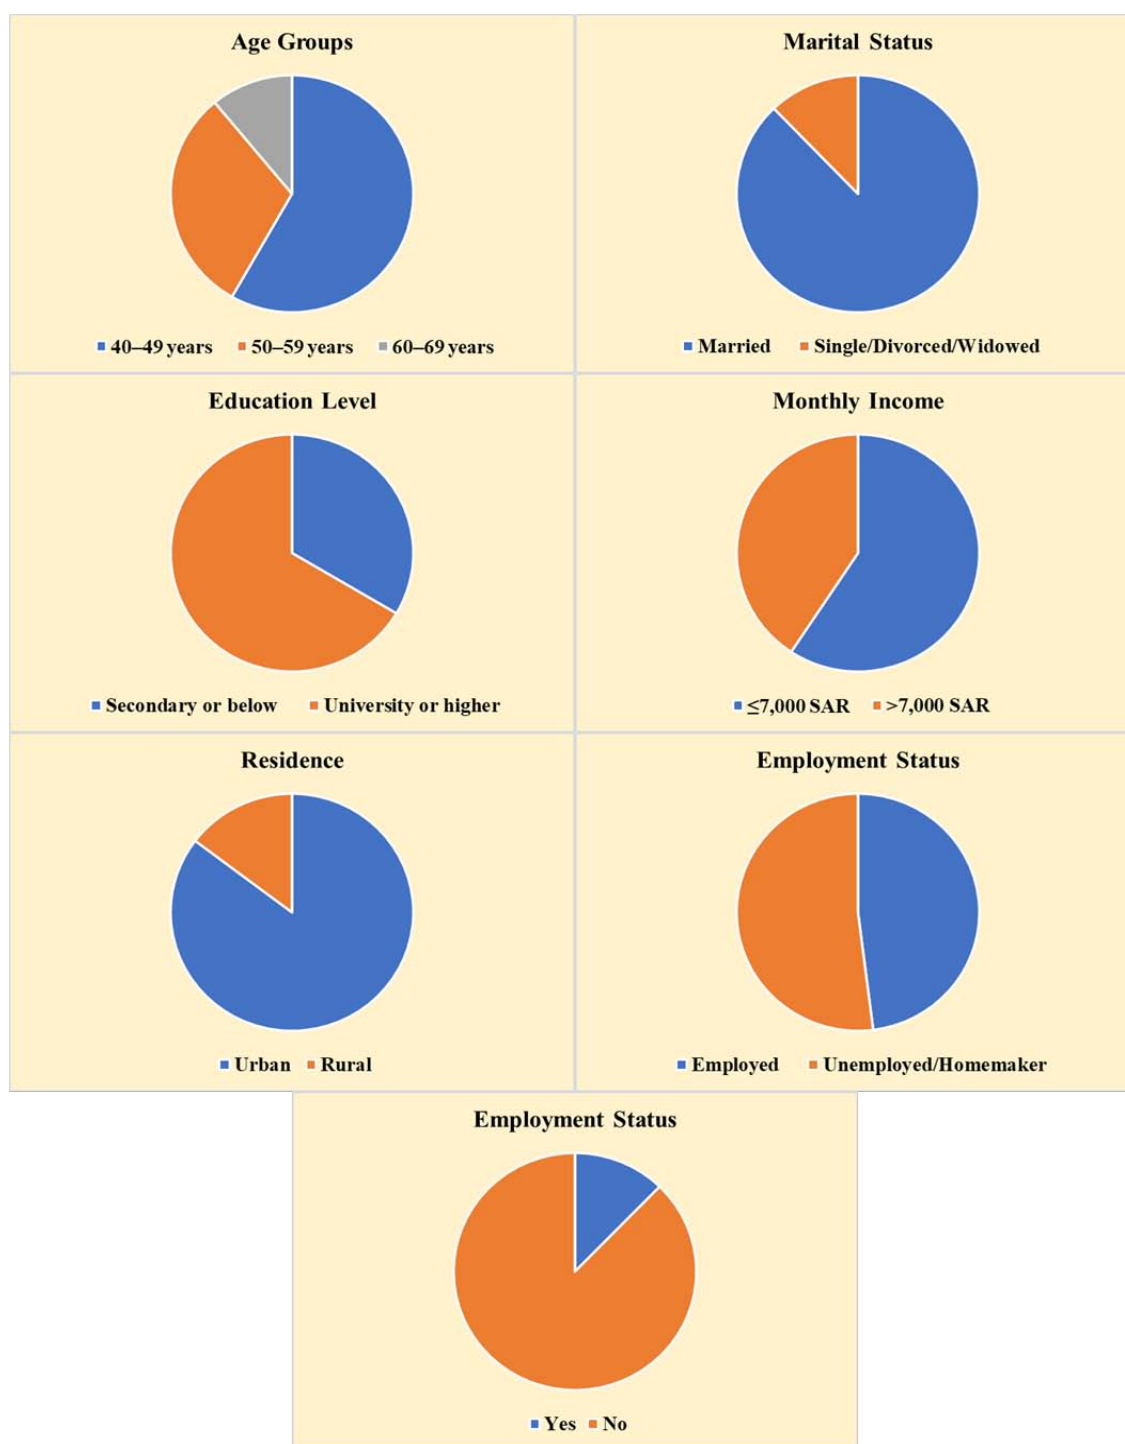 Age Groups
40–49 years 50–59 years 60–69 years
Marital Status
Married Single/Divorced/Widowed
Education Level
Secondary or below University or higher
Monthly Income
≤7,000 SAR >7,000 SAR
Residence
Urban Rural
Employment Status
Employed Unemployed/Homemaker
Employment Status
Yes No